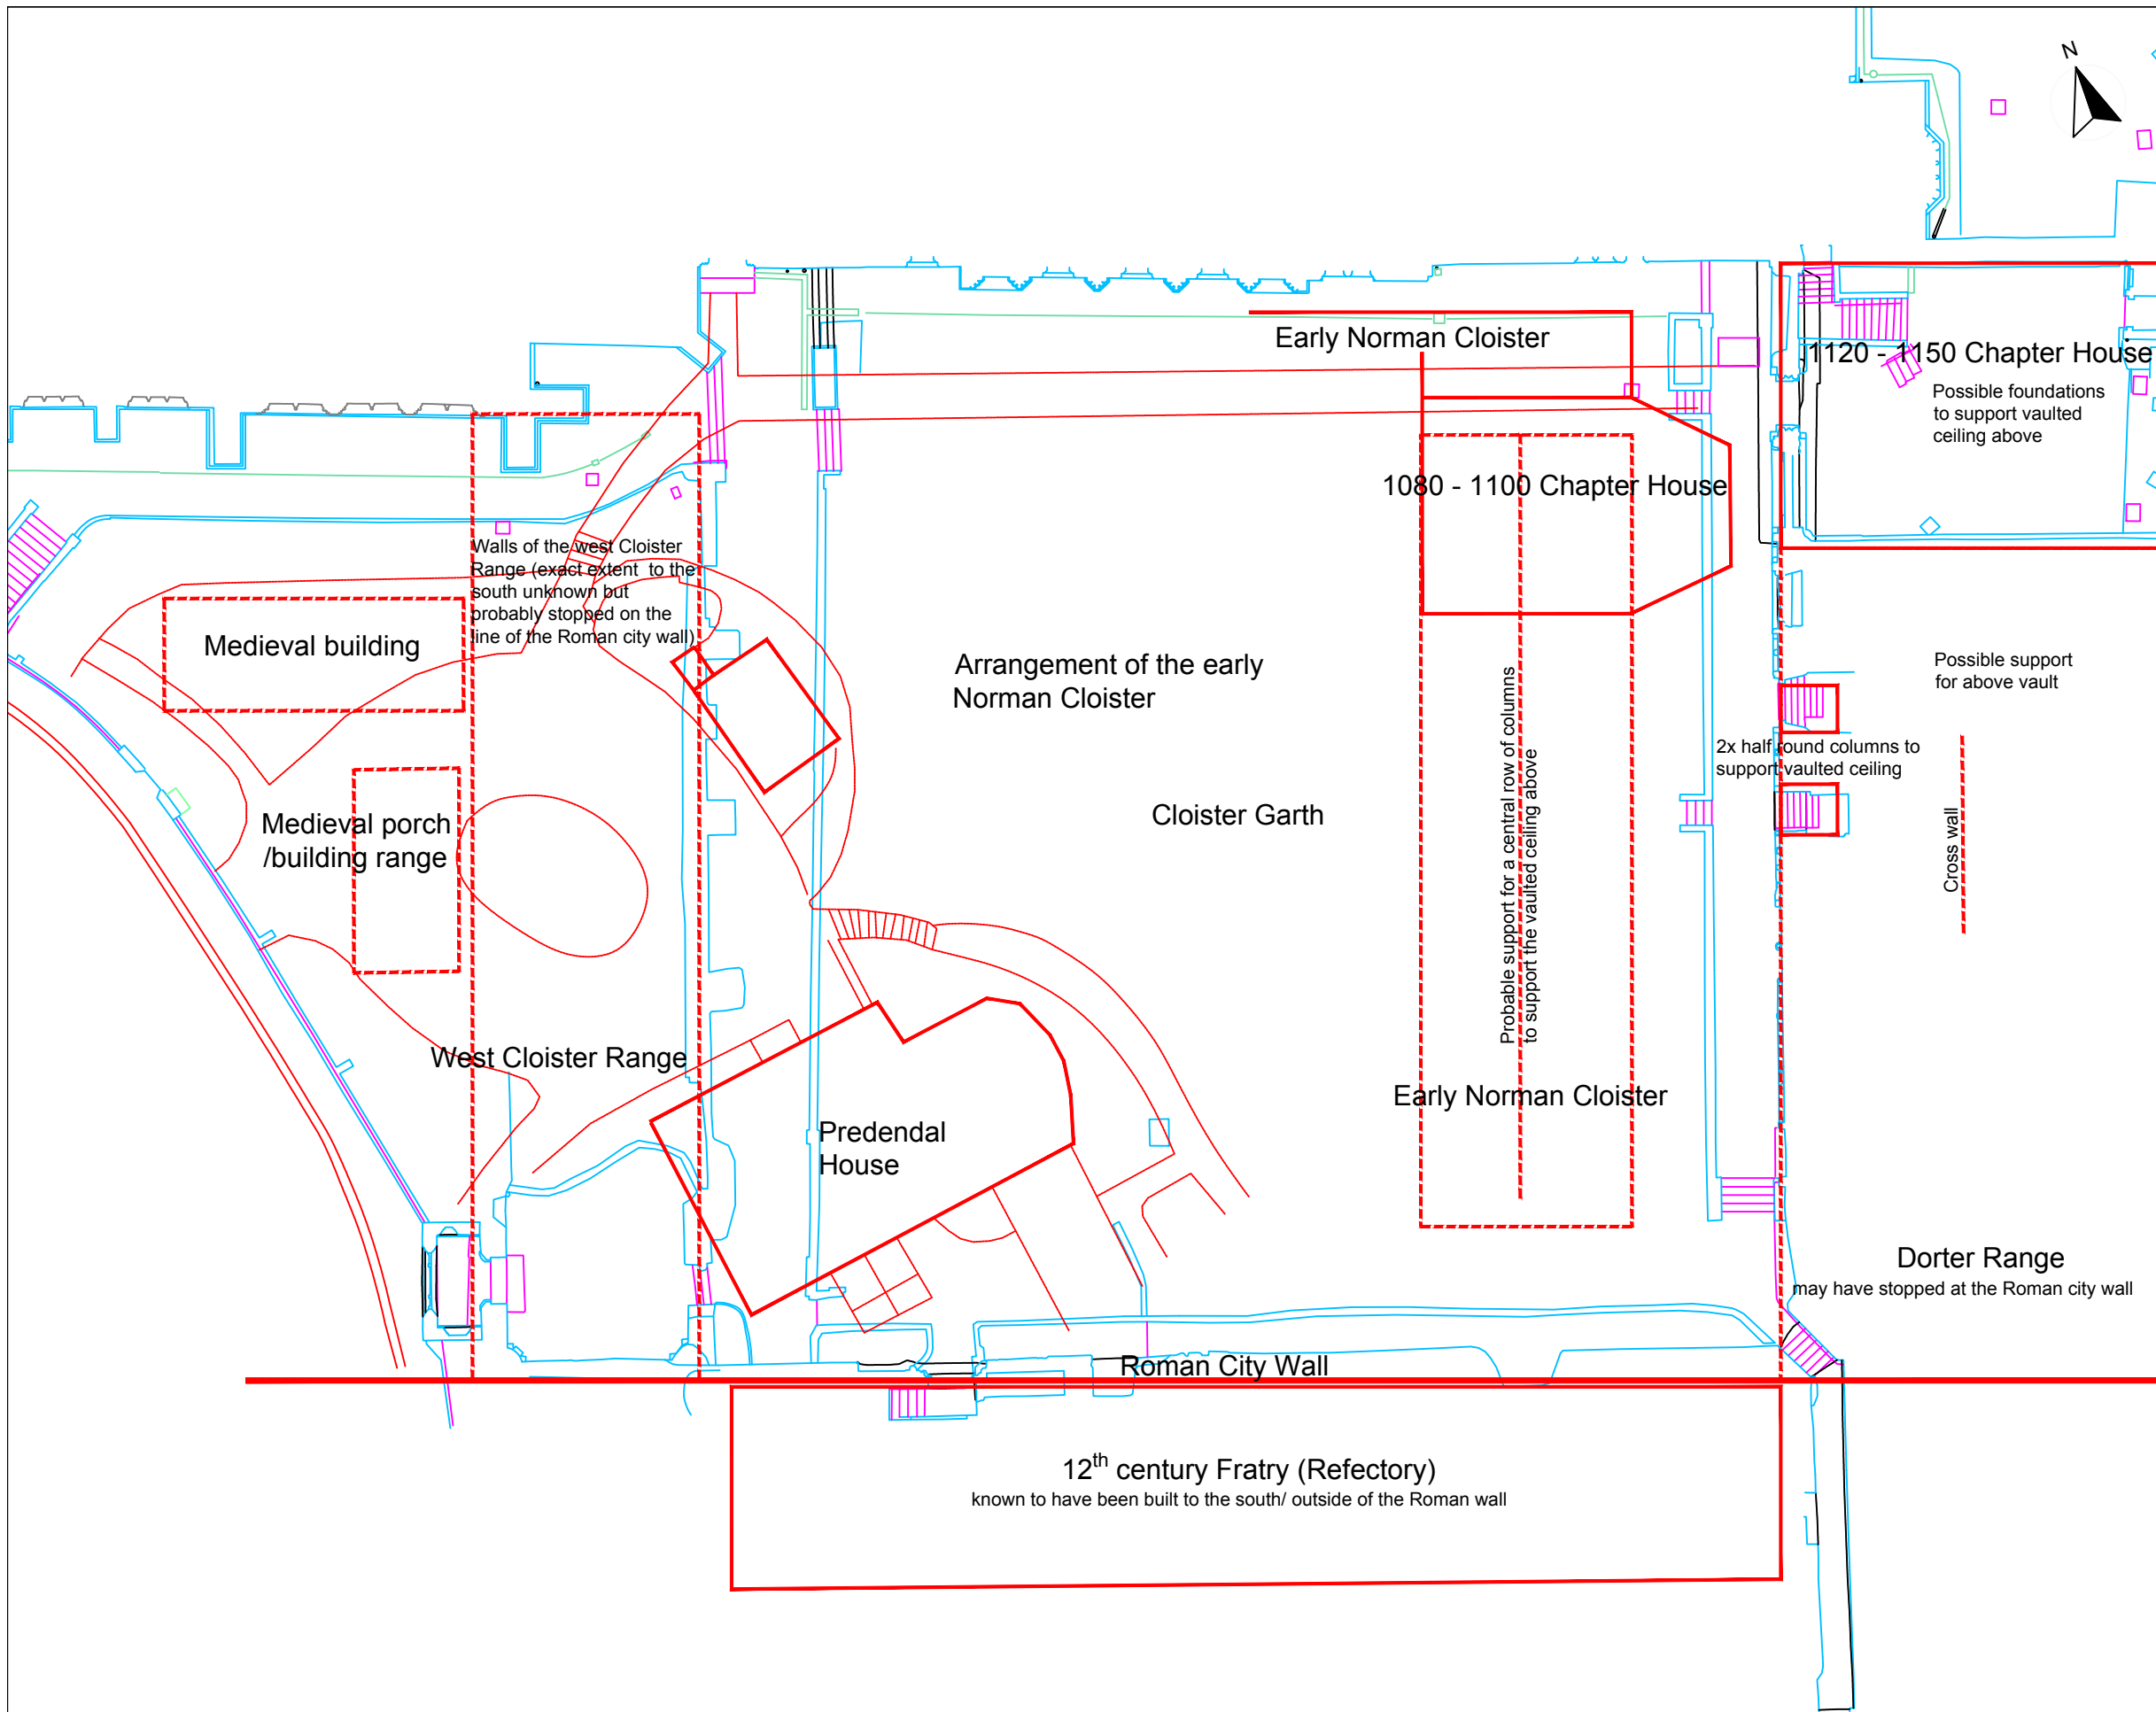 N
Early Norman Cloister
1120 - 1150 Chapter House
Possible foundations
to support vaulted
ceiling above
1080 - 1100 Chapter House
Walls of the west Cloister
Range (exact extent to the
south unknown but
probably stopped on the
line of the Roman city wall)
Medieval building
Arrangement of the early
Norman Cloister
Possible support
for above vault
2x half round columns to
support vaulted ceiling
Cloister Garth
Medieval porch
/building range
Probable support for a central row of columns
to support the vaulted ceiling above
Cross wall
West Cloister Range
Early Norman Cloister
Predendal
House
Dorter Range
may have stopped at the Roman city wall
Roman City Wall
12th century Fratry (Refectory)
known to have been built to the south/ outside of the Roman wall